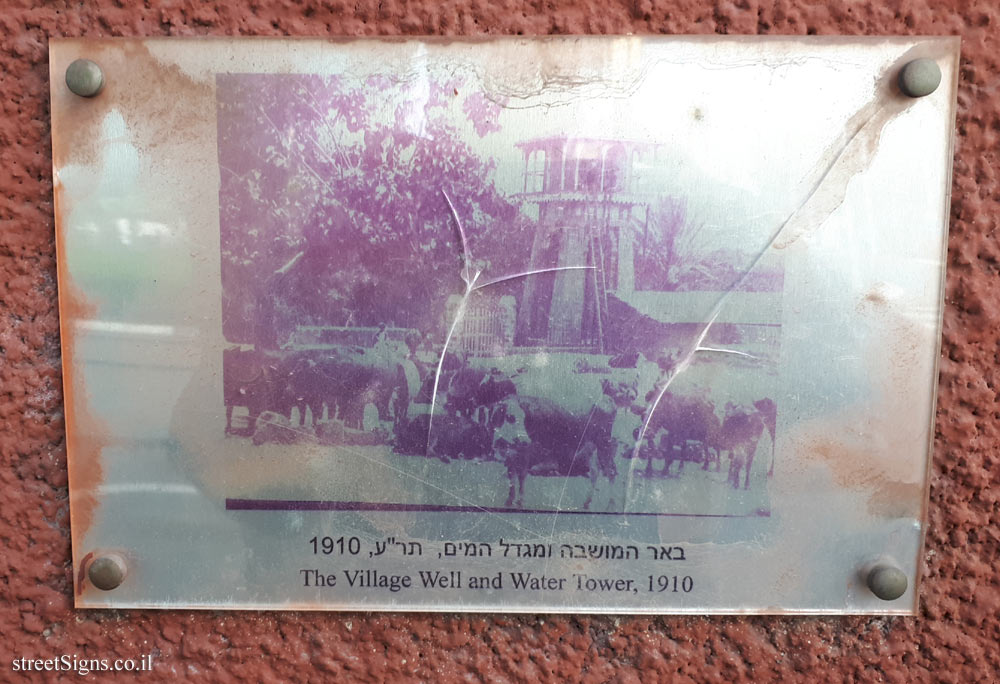 באר המושבה ומגדל המים, תר"ע, 1910
The Village Well and Water Tower, 1910
streetSigns.co.il